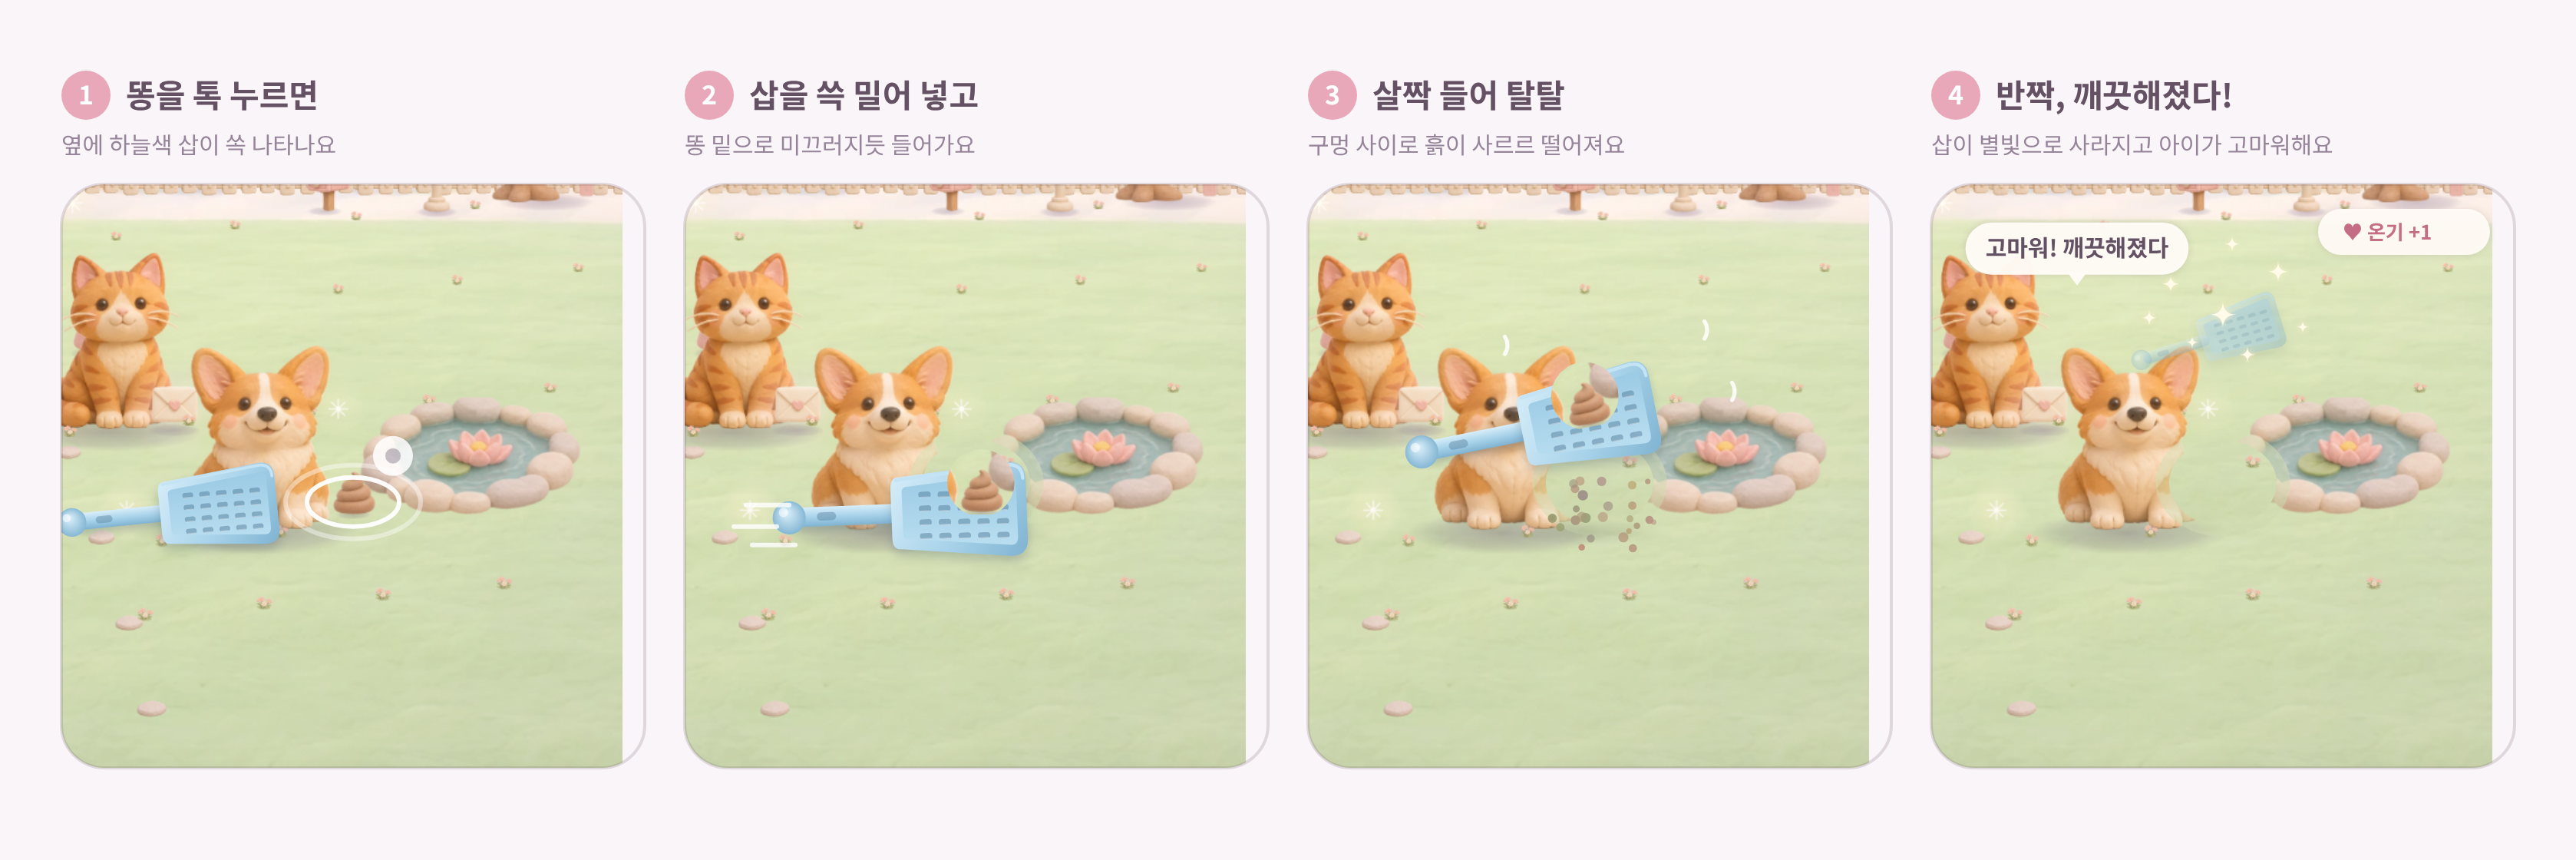 1 똥을 톡 누르면
옆에 하늘색 삽이 쏙 나타나요
2 삽을 쓱 밀어 넣고
똥 밑으로 미끄러지듯 들어가요
3 살짝 들어 탈탈
구멍 사이로 흙이 사르르 떨어져요
4 반짝, 깨끗해졌다!
삽이 별빛으로 사라지고 아이가 고마워해요
고마워! 깨끗해졌다
♥ 온기 +1